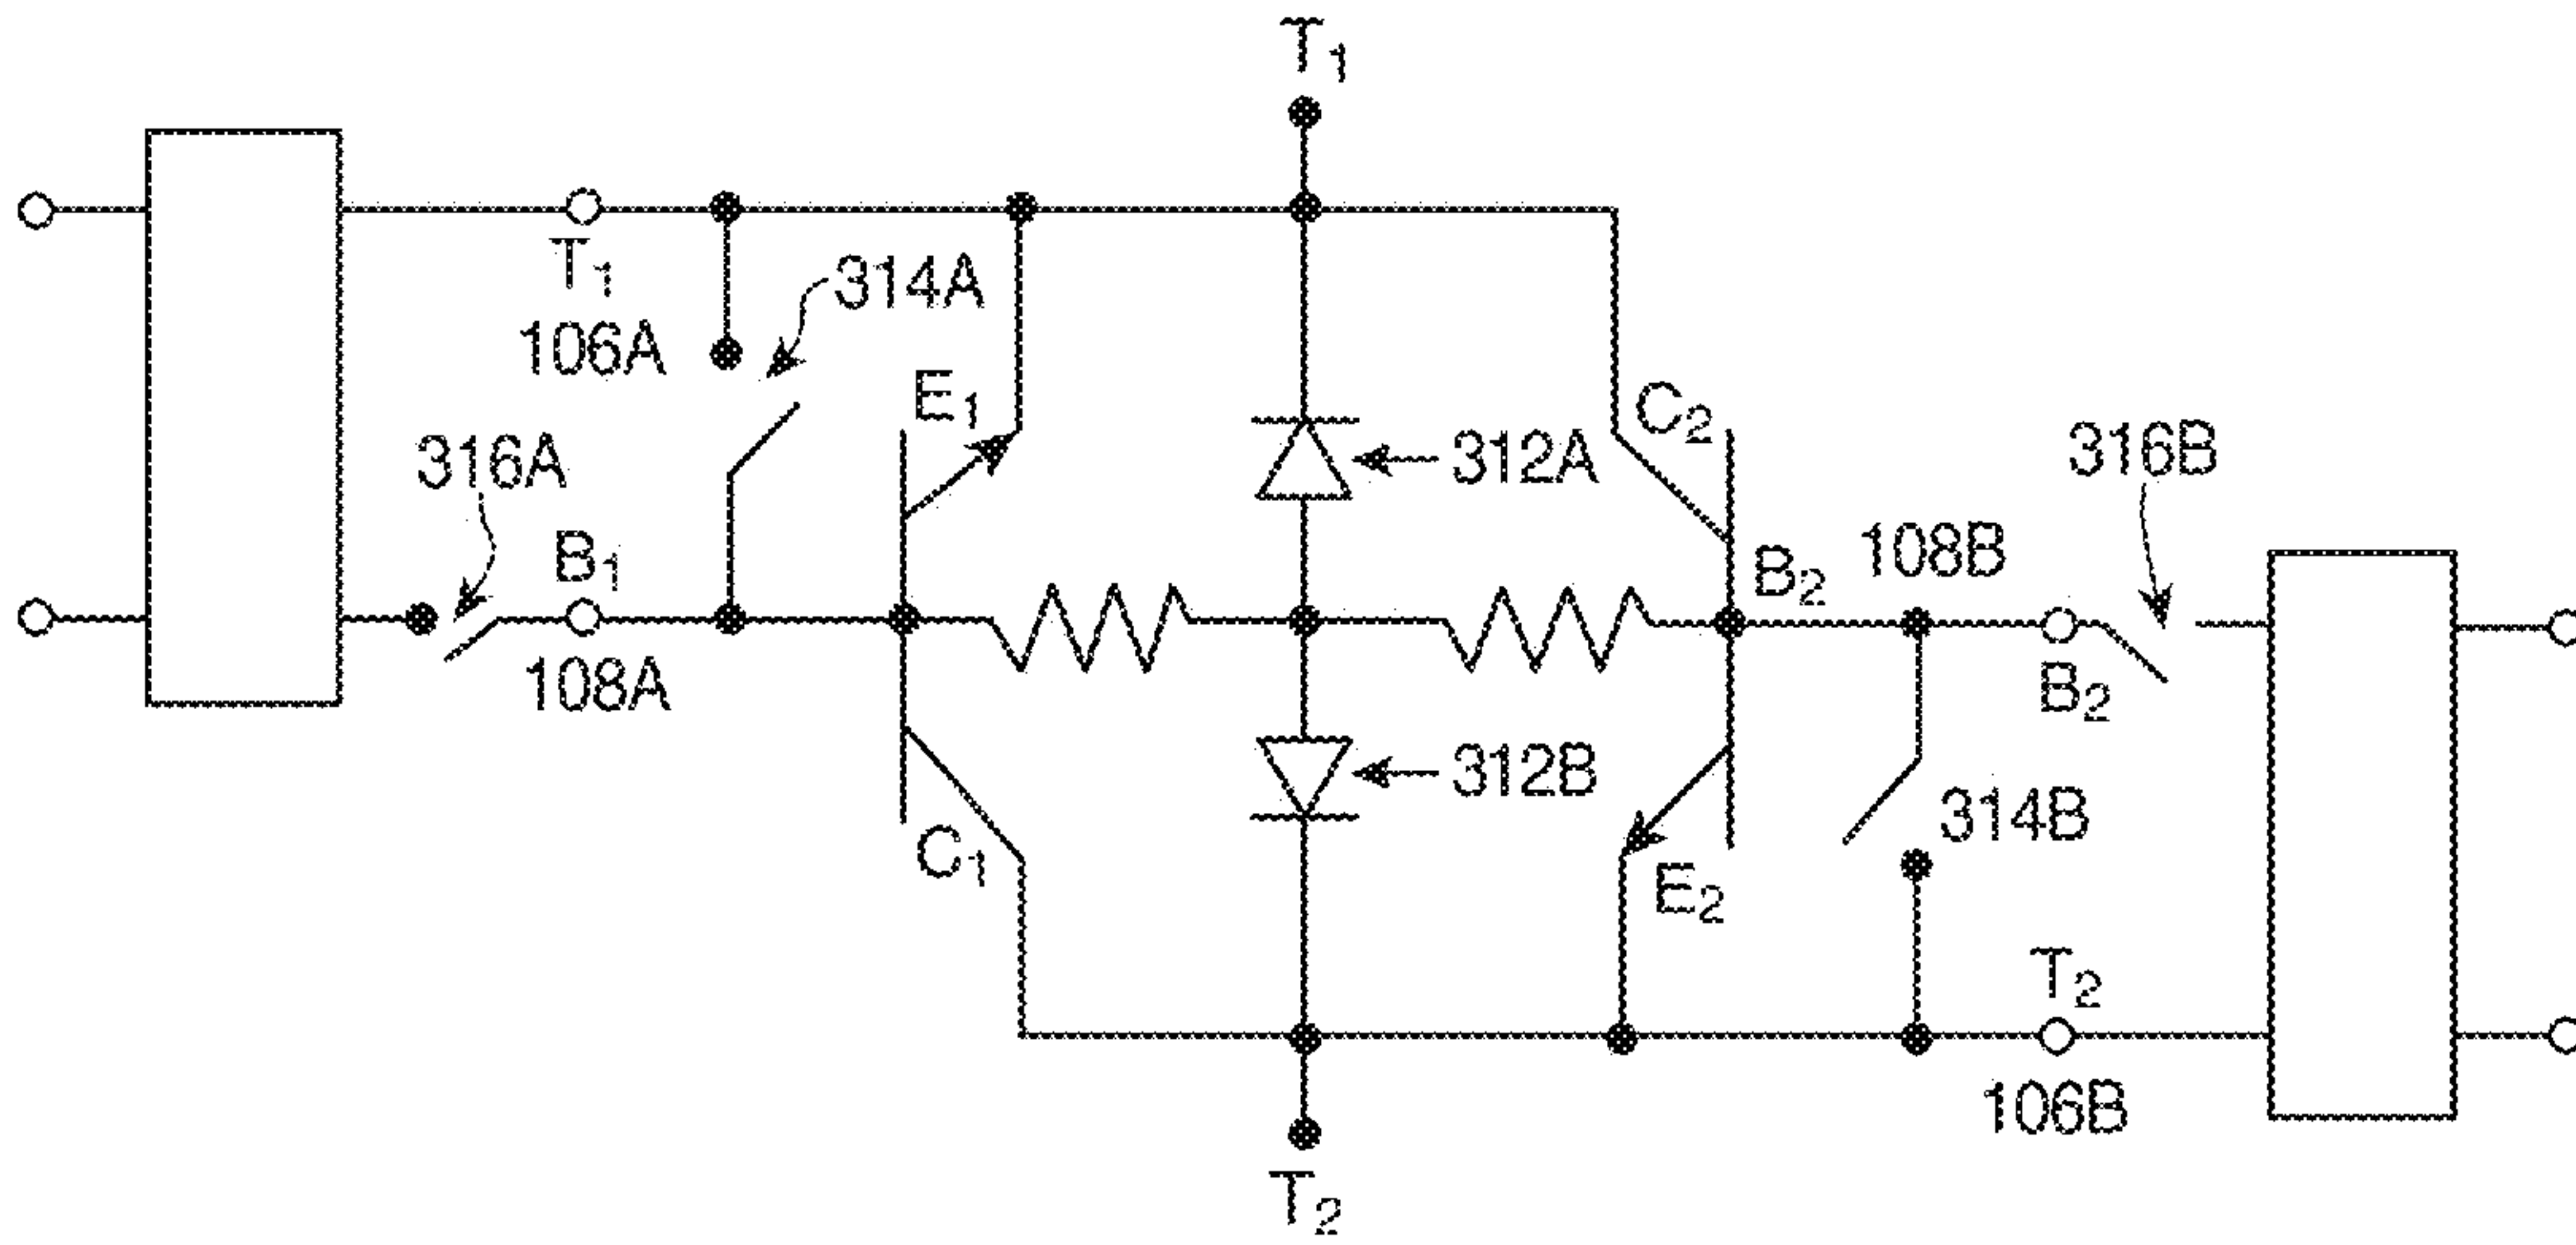 T₁
T₁
314A
106A
E₁
C₂
316A
312A
316B
B₁
108B
B₂
108A
B₂
312B
314B
C₁
E₂
T₂
106B
T₂